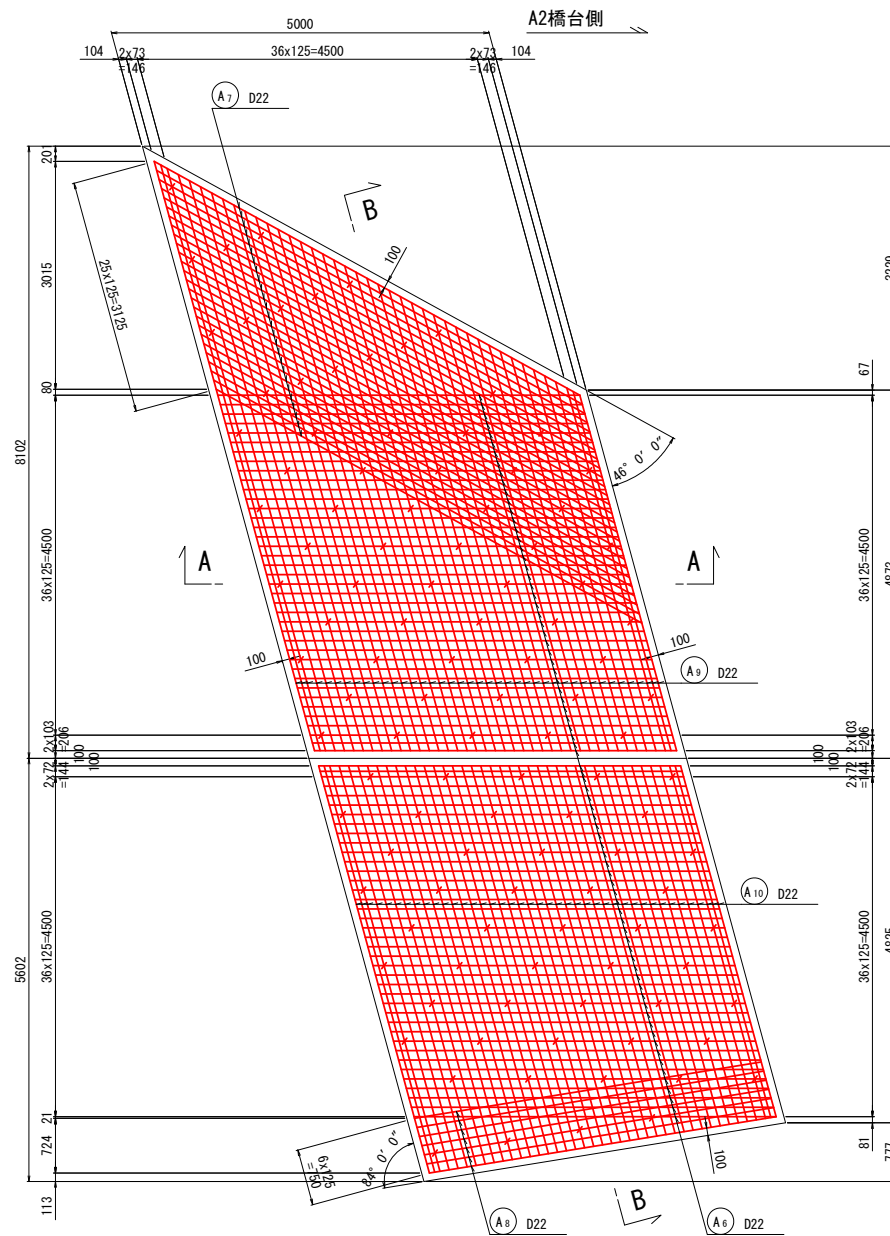 5000
A2橋台側
104
2x73
=146
36x125=4500
2x73
=146
104
A7 D22
201
B
100
3015
25x125=3125
80
67
8102
46° 0′ 0″
36x125=4500
A
A
36x125=4500
100
100
A9 D22
2x103
=206
100
100
2x72
=144
2x103
=206
100
100
2x72
=144
A10 D22
5602
36x125=4500
36x125=4500
21
724
113
6x125
=750
84° 0′ 0″
100
81
B
A8 D22
A6 D22